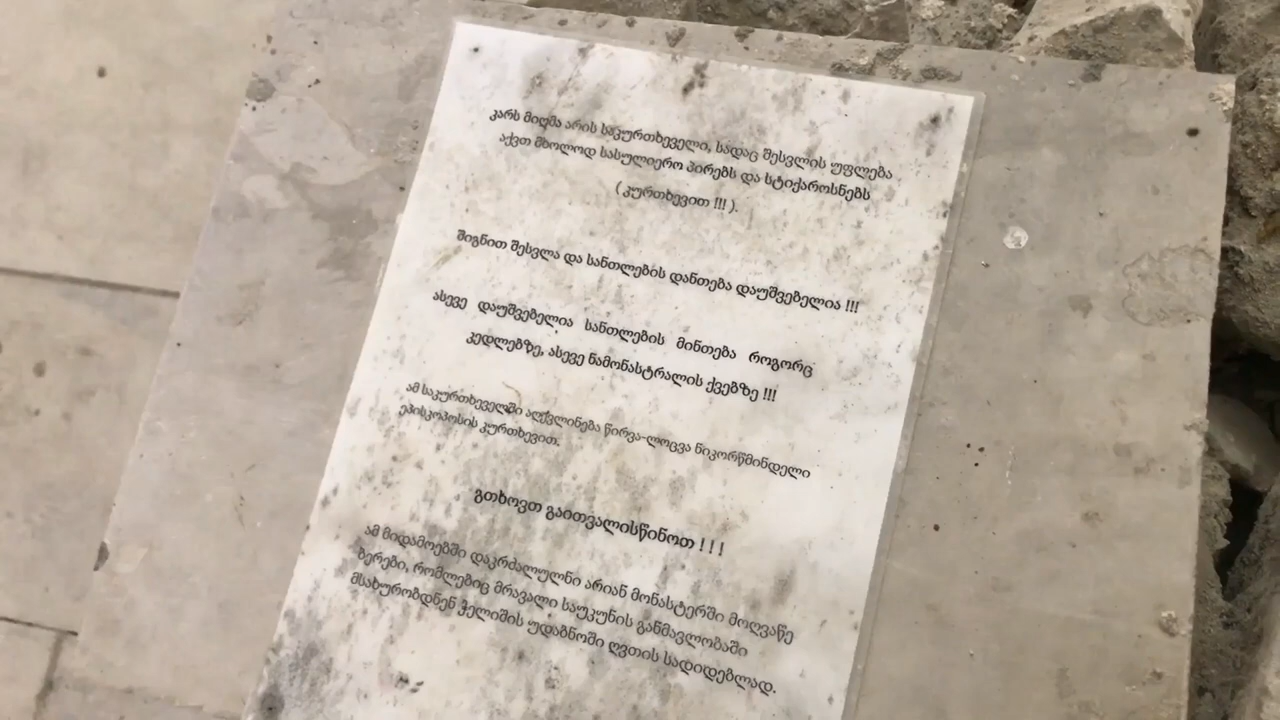 კარს მიღმა არის საკურთხეველი, სადაც შესვლის უფლება
აქვთ მხოლოდ სასულიერო პირებს და სტიქაროსნებს
( კურთხევით !!! ).
შიგნით შესვლა და სანთლების დანთება დაუშვებელია !!!
ასევე დაუშვებელია სანთლების მინთება როგორც
კედლებზე, ასევე ნამონასტრალის ქვებზე !!!
ამ საკურთხეველში აღევლინება წირვა-ლოცვა ნიკორწმინდელი
ეპისკოპოსის კურთხევით.
გთხოვთ გაითვალისწინოთ ! ! !
ამ მიდამოებში დაკრძალულნი არიან მონასტერში მოღვაწე
ბერები, რომლებიც მრავალი საუკუნის განმავლობაში
მსახურობდნენ ჭელიშის უდაბნოში ღვთის სადიდებლად.